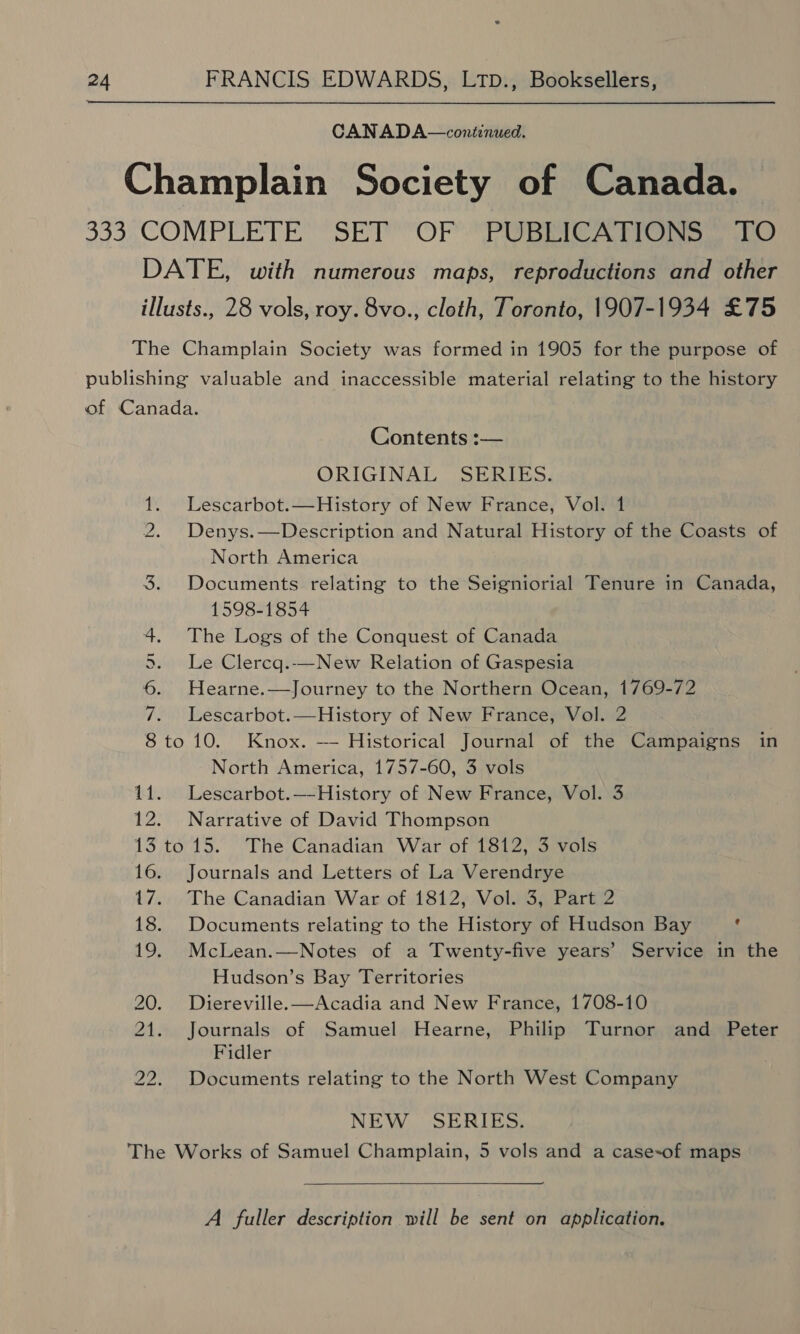 24 FRANCIS EDWARDS, LTD., Booksellers,
CANADA—continued.
Champlain Society of Canada.
333 COMPLETE SET OF PUBLICATIONS TO
DATE, with numerous maps, reproductions and other
illusts., 28 vols, roy. 8vo., cloth, Toronto, 1907-1934 £75
The Champlain Society was formed in 1905 for the purpose of
publishing valuable and inaccessible material relating to the history
of Canada.
Contents :—
ORIGINAL SERIES.
1. Lescarbot.—History of New France, Vol. 1
2. Denys.—Description and Natural History of the Coasts of
North America
3. Documents relating to the Seigniorial Tenure in Canada,
1598-1854
4. The Logs of the Conquest of Canada
5. Le Clercq.—New Relation of Gaspesia
6. Hearne.—Journey to the Northern Ocean, 1769-72
7. Lescarbot.—History of New France, Vol. 2
8 to 10. Knox. — Historical Journal of the Campaigns in
North America, 1757-60, 3 vols
11. Lescarbot.—History of New France, Vol. 3
12. Narrative of David Thompson
13 to 15. The Canadian War of 1812, 3 vols
16. Journals and Letters of La Verendrye
17. The Canadian War of 1812, Vol. 3, Part 2
18. Documents relating to the History of Hudson Bay
19. McLean.—Notes of a Twenty-five years' Service in the
Hudson's Bay Territories
20. Diereville.—Acadia and New France, 1708-10
21. Journals of Samuel Hearne, Philip Turnor and Peter
Fidler
22. Documents relating to the North West Company
NEW SERIES.
The Works of Samuel Champlain, 5 vols and a case of maps
A fuller description will be sent on application.